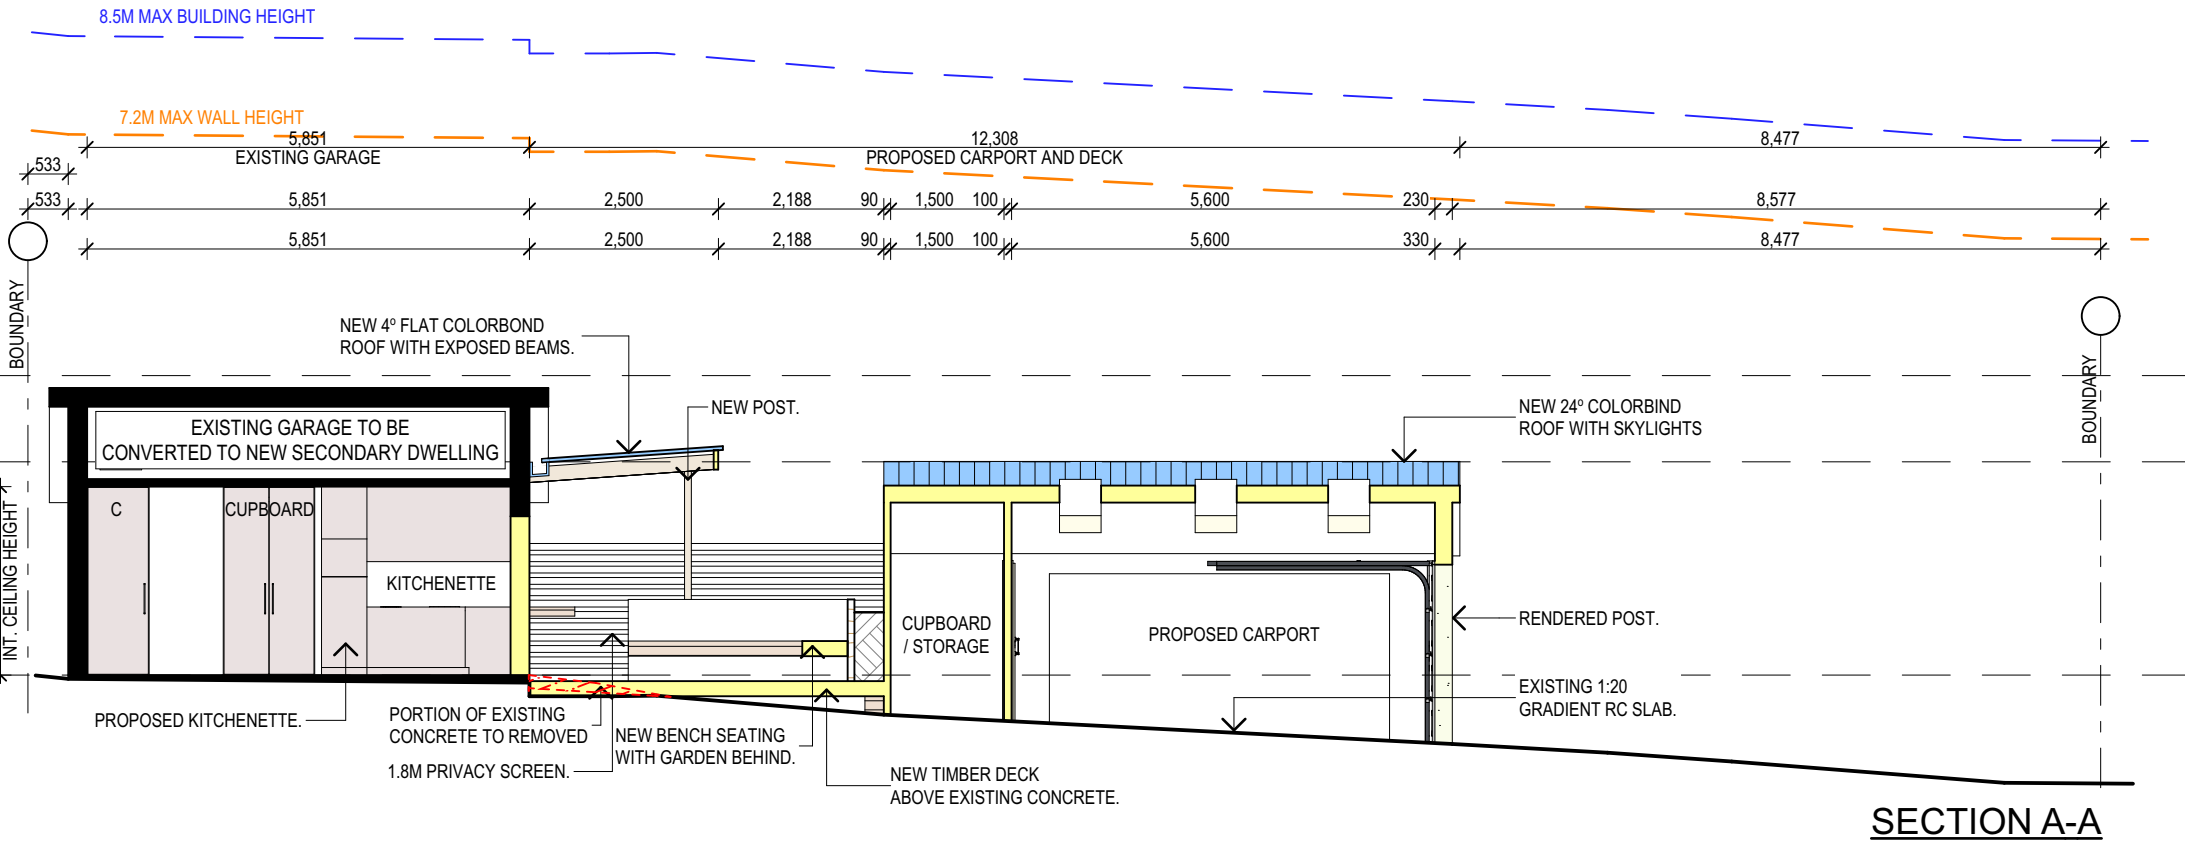 8.5M MAX BUILDING HEIGHT
7.2M MAX WALL HEIGHT
5,851
12,308
8,477
EXISTING GARAGE
PROPOSED CARPORT AND DECK
533
533
5,851
2,500
2,188
90
1,500
100
5,600
230
8,577
5,851
2,500
2,188
90
1,500
100
5,600
330
8,477
BOUNDARY
NEW 4º FLAT COLORBOND
ROOF WITH EXPOSED BEAMS.
BOUNDARY
NEW POST.
NEW 24º COLORBIND
ROOF WITH SKYLIGHTS
EXISTING GARAGE TO BE
CONVERTED TO NEW SECONDARY DWELLING
INT. CEILING HEIGHT
C
CUPBOARD
KITCHENETTE
CUPBOARD
/ STORAGE
PROPOSED CARPORT
RENDERED POST.
EXISTING 1:20
GRADIENT RC SLAB.
PROPOSED KITCHENETTE.
PORTION OF EXISTING
CONCRETE TO REMOVED
1.8M PRIVACY SCREEN.
NEW BENCH SEATING
WITH GARDEN BEHIND.
NEW TIMBER DECK
ABOVE EXISTING CONCRETE.
SECTION A-A